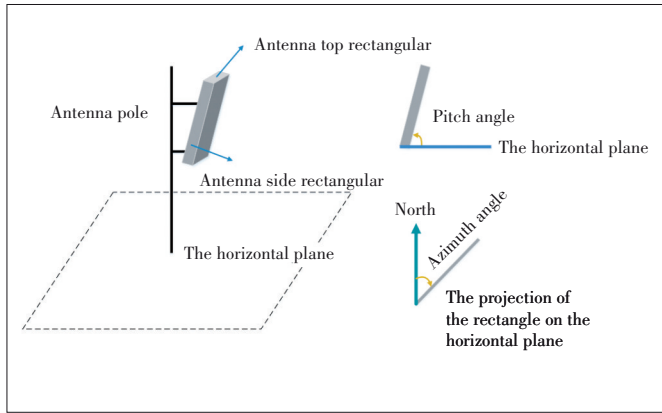 Antenna top rectangular
Antenna pole
Antenna side rectangular
The horizontal plane
Pitch angle
The horizontal plane
North
Azimuth angle
The projection of
the rectangle on the
horizontal plane